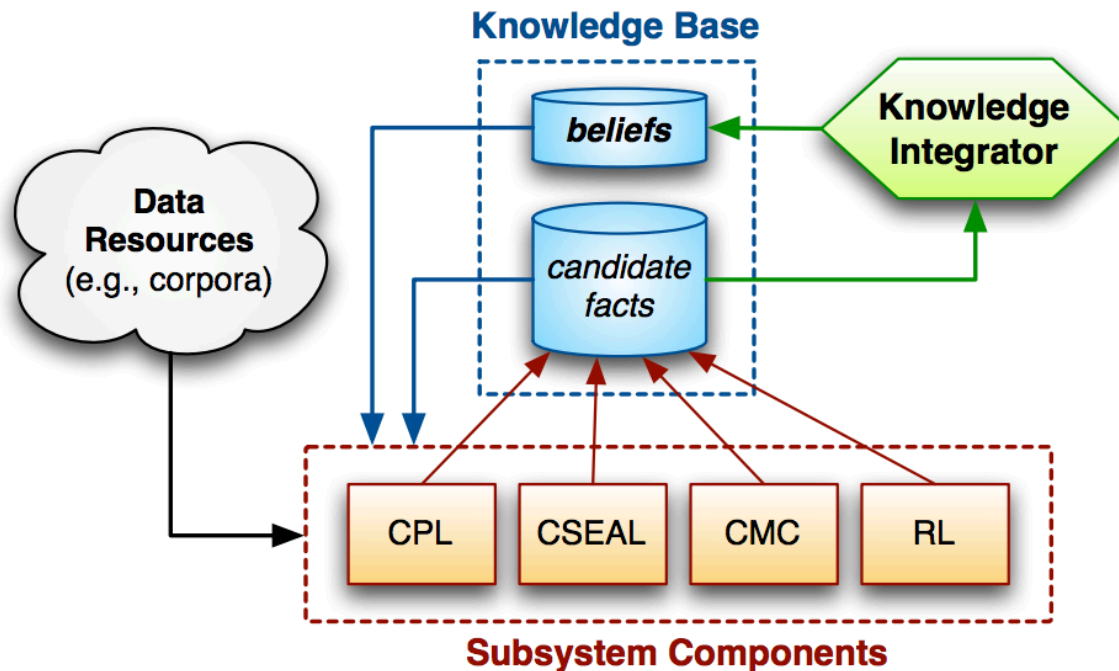 Knowledge Base
beliefs
Knowledge
Integrator
Data
Resources
(e.g., corpora)
candidate
facts
CPL
CSEAL
CMC
RL
Subsystem Components